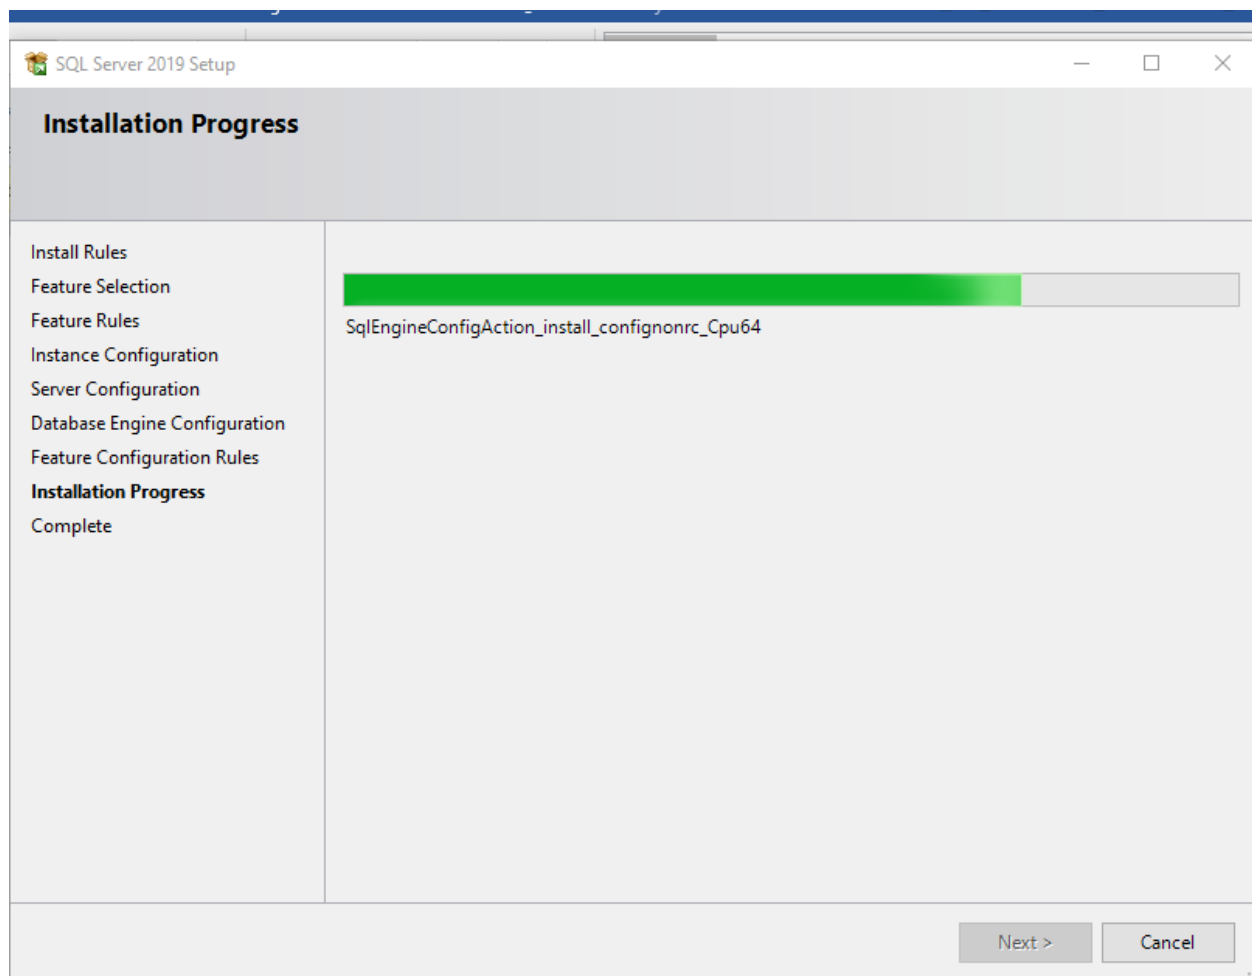 SQL Server 2019 Setup
Installation Progress
Install Rules
Feature Selection
Feature Rules
Instance Configuration
Server Configuration
Database Engine Configuration
Feature Configuration Rules
Installation Progress
Complete
SqlEngineConfigAction_install_confignonrc_Cpu64
Next >
Cancel